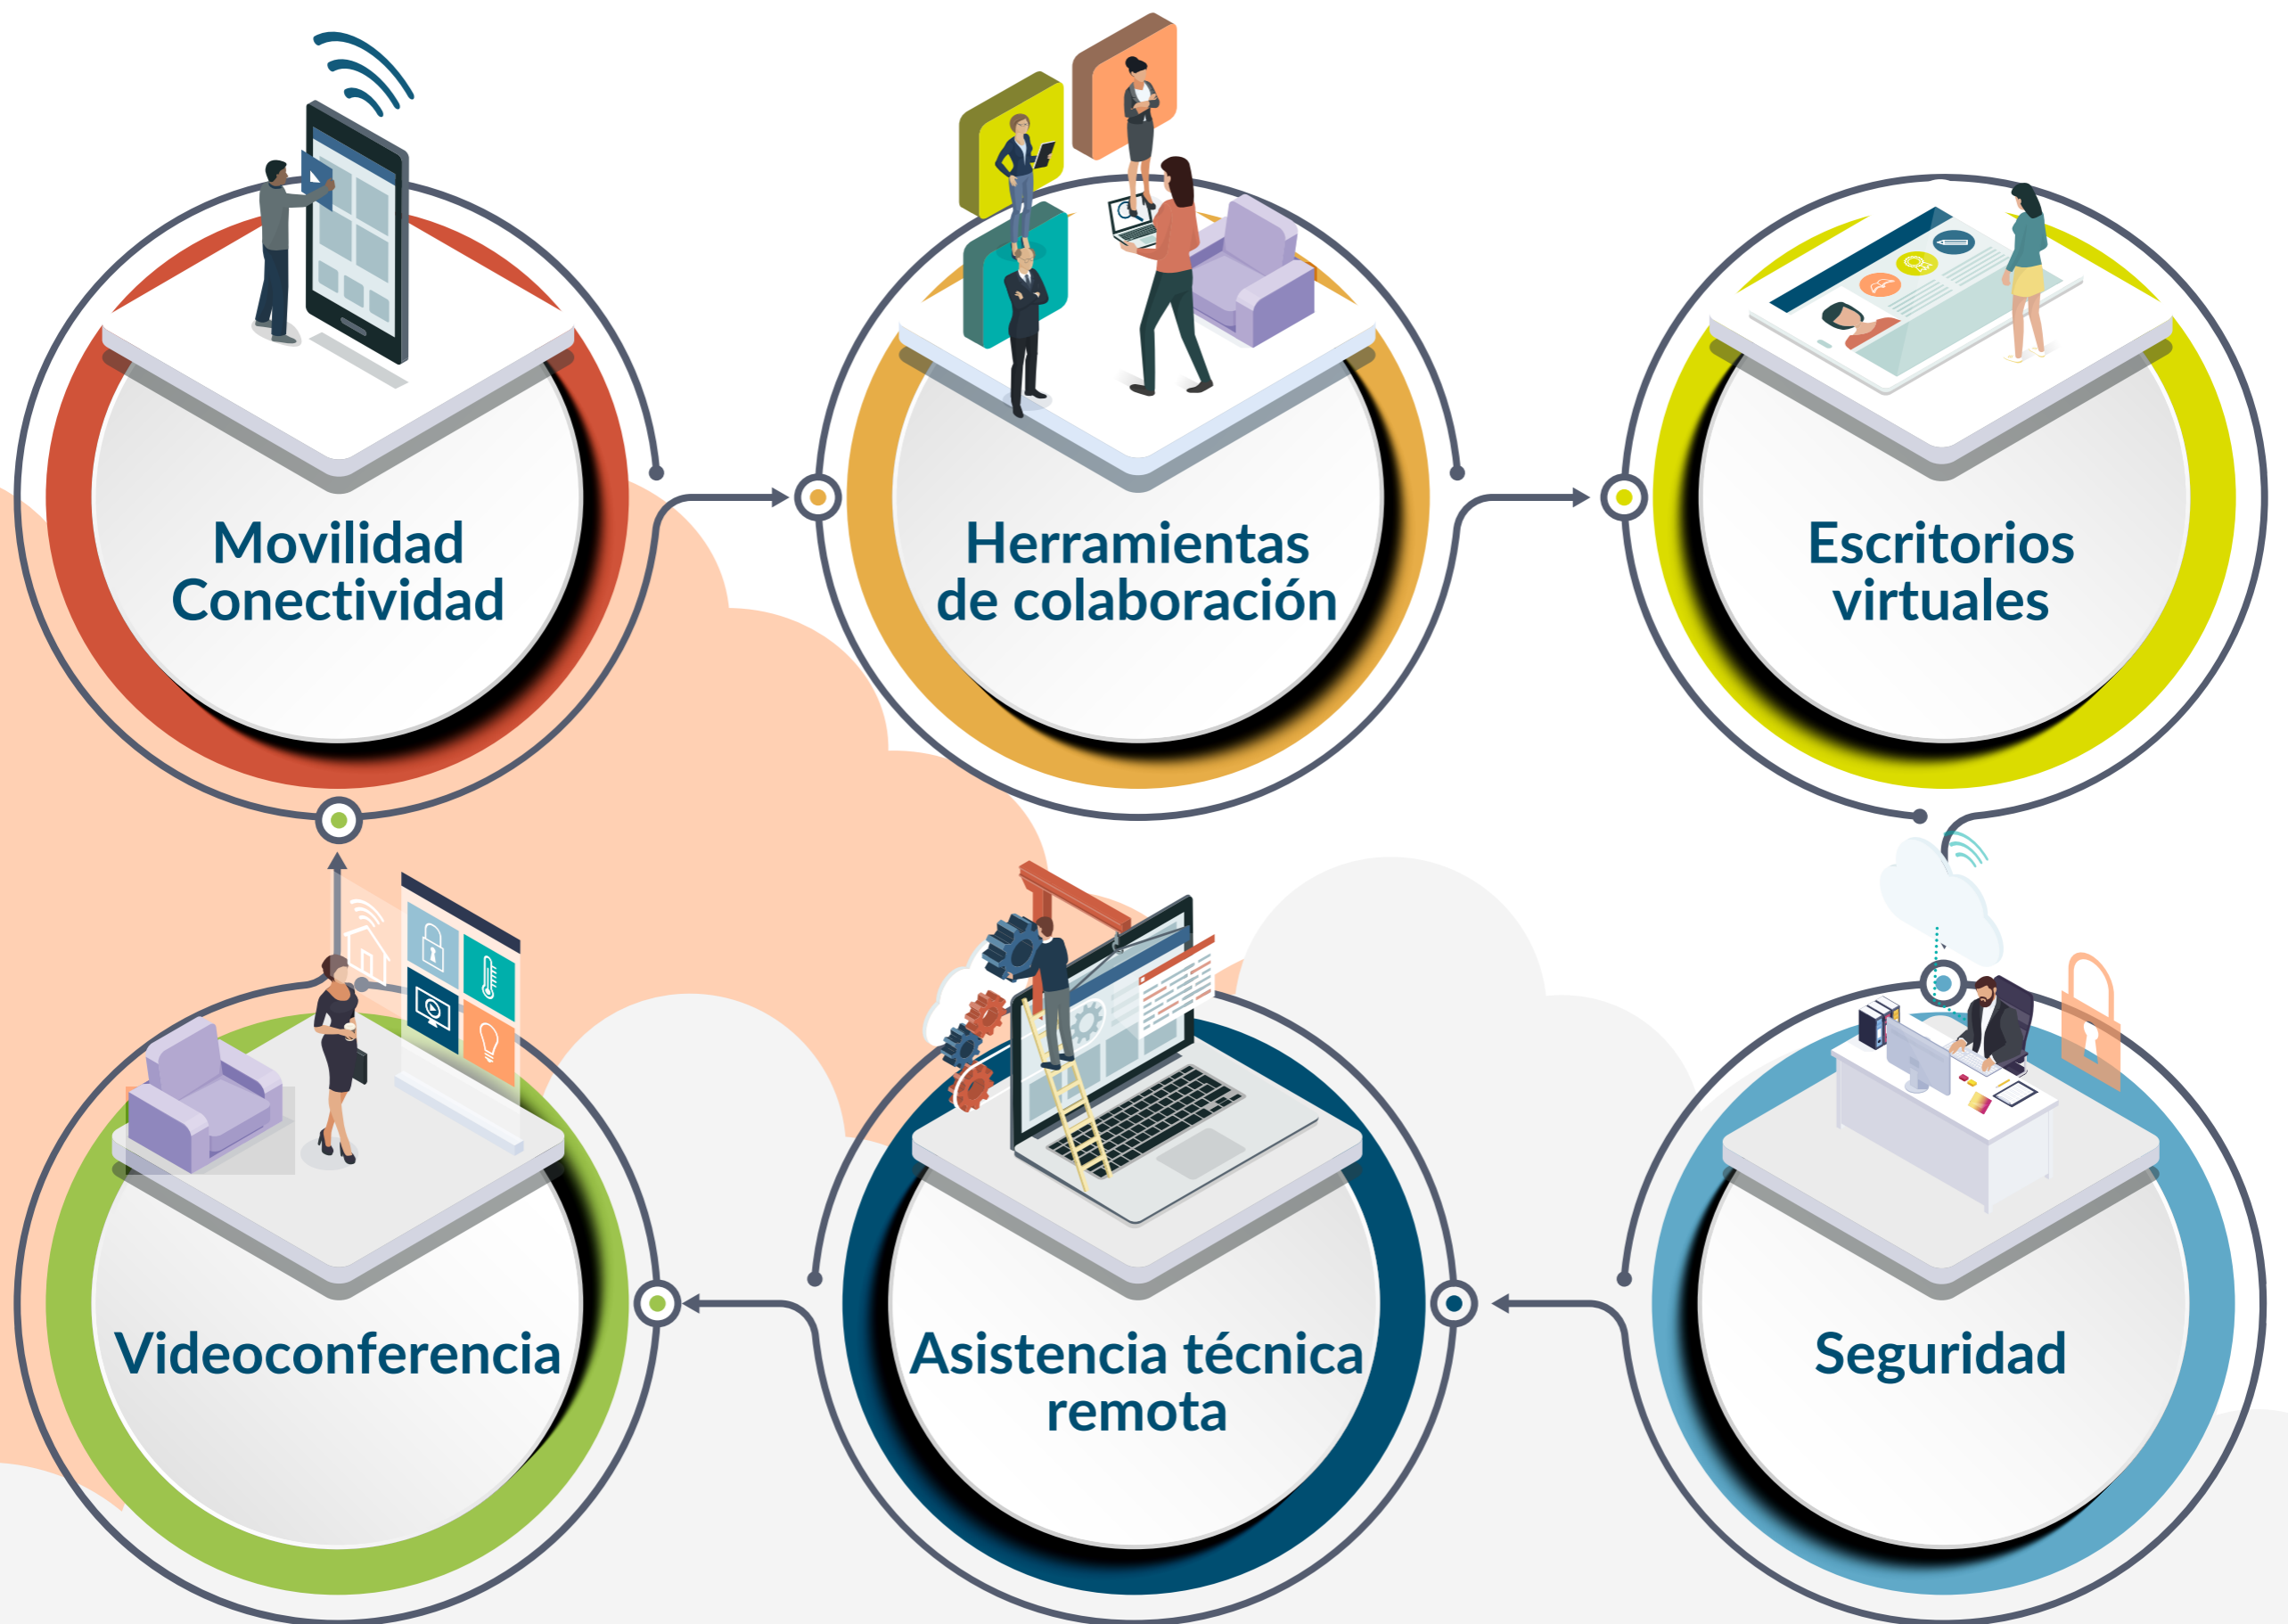 Movilidad
Conectividad
Herramientas
de colaboración
Escritorios
virtuales
Videoconferencia
Asistencia técnica
remota
Seguridad